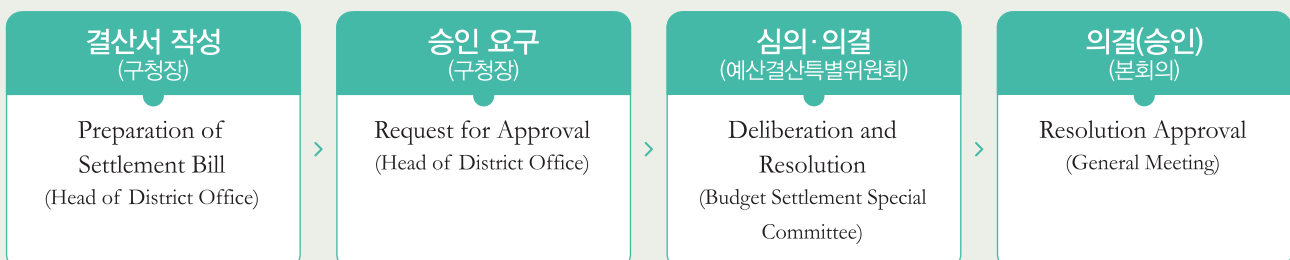 결산서 작성
(구청장)
Preparation of
Settlement Bill
(Head of District Office)
승인 요구
(구청장)
Request for Approval
(Head of District Office)
심의·의결
(예산결산특별위원회)
Deliberation and
Resolution
(Budget Settlement Special
Committee)
의결(승인)
(본회의)
Resolution Approval
(General Meeting)